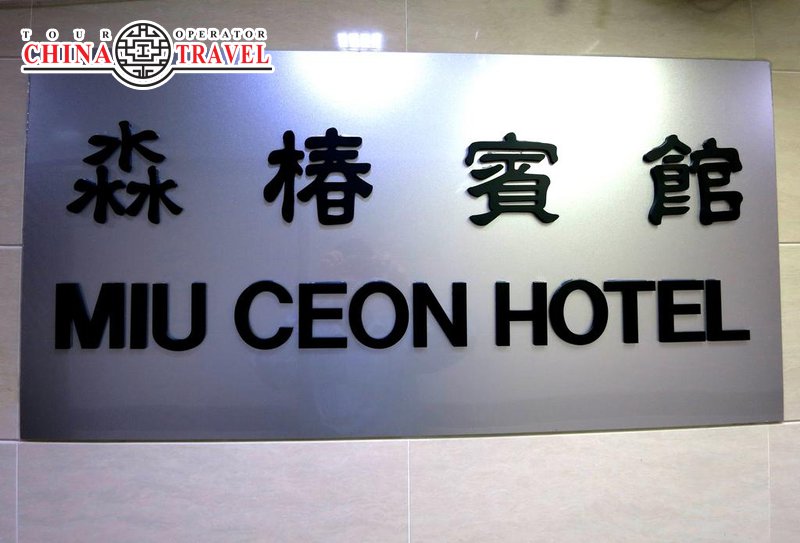 TOUR OPERATOR
CHINA TRAVEL
淼椿賓館
MIU CEON HOTEL